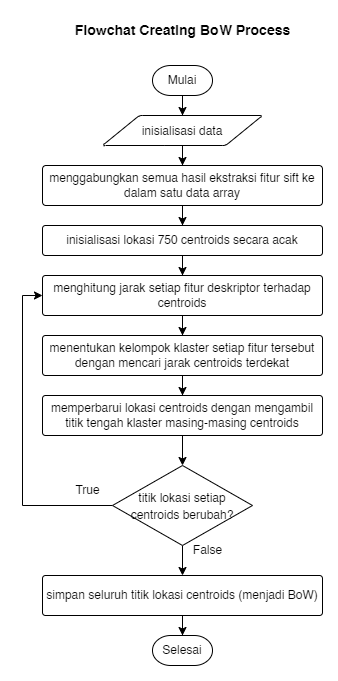 Flowchat Creating BoW Process
Mulai
inisialisasi data
menggabungkan semua hasil ekstraksi fitur sift ke
dalam satu data array
inisialisasi lokasi 750 centroids secara acak
menghitung jarak setiap fitur deskriptor terhadap
centroids
menentukan kelompok klaster setiap fitur tersebut
dengan mencari jarak centroids terdekat
memperbarui lokasi centroids dengan mengambil
titik tengah klaster masing-masing centroids
True
titik lokasi setiap
centroids berubah?
False
simpan seluruh titik lokasi centroids (menjadi BoW)
Selesai